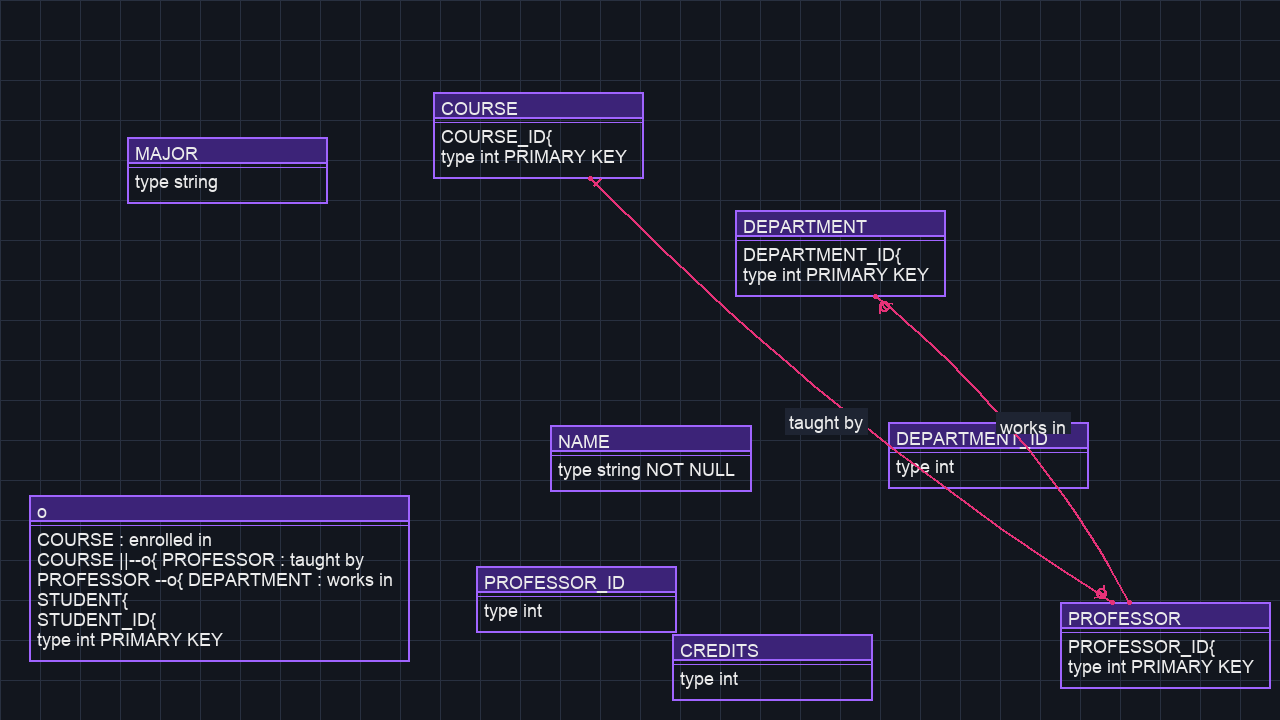 COURSE
COURSE_ID{
type int PRIMARY KEY
MAJOR
type string
DEPARTMENT
DEPARTMENT_ID{
type int PRIMARY KEY
taught by
works in
DEPARTMENT_ID
type int
NAME
type string NOT NULL
o
COURSE : enrolled in
COURSE ||--o{ PROFESSOR : taught by
PROFESSOR --o{ DEPARTMENT : works in
STUDENT{
STUDENT_ID{
type int PRIMARY KEY
PROFESSOR_ID
type int
CREDITS
type int
PROFESSOR
PROFESSOR_ID{
type int PRIMARY KEY